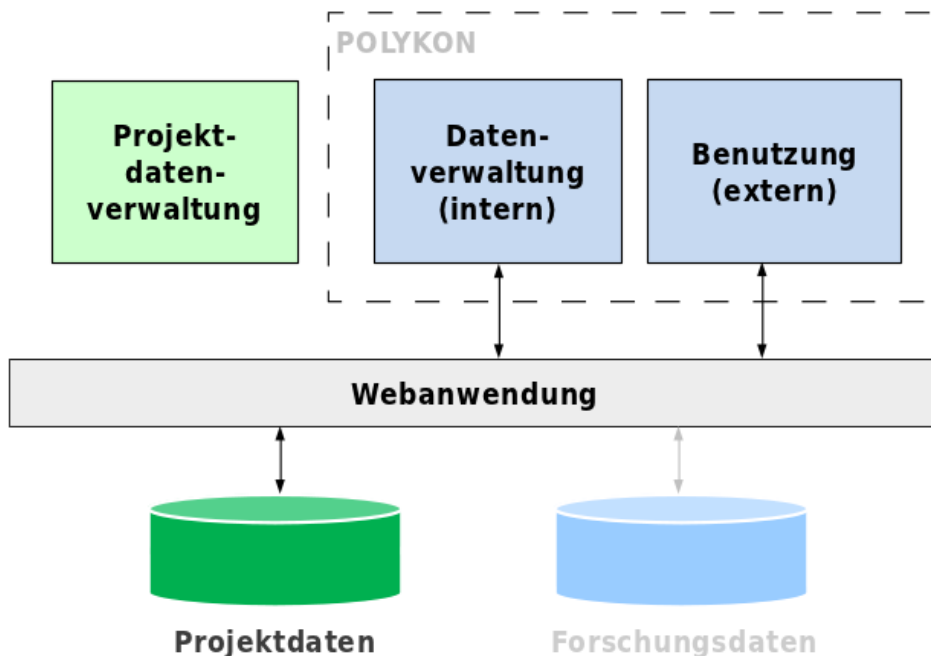 POLYKON
Projekt-
daten-
verwaltung
Daten-
verwaltung
(intern)
Benutzung
(extern)
Webanwendung
Projektdaten
Forschungsdaten